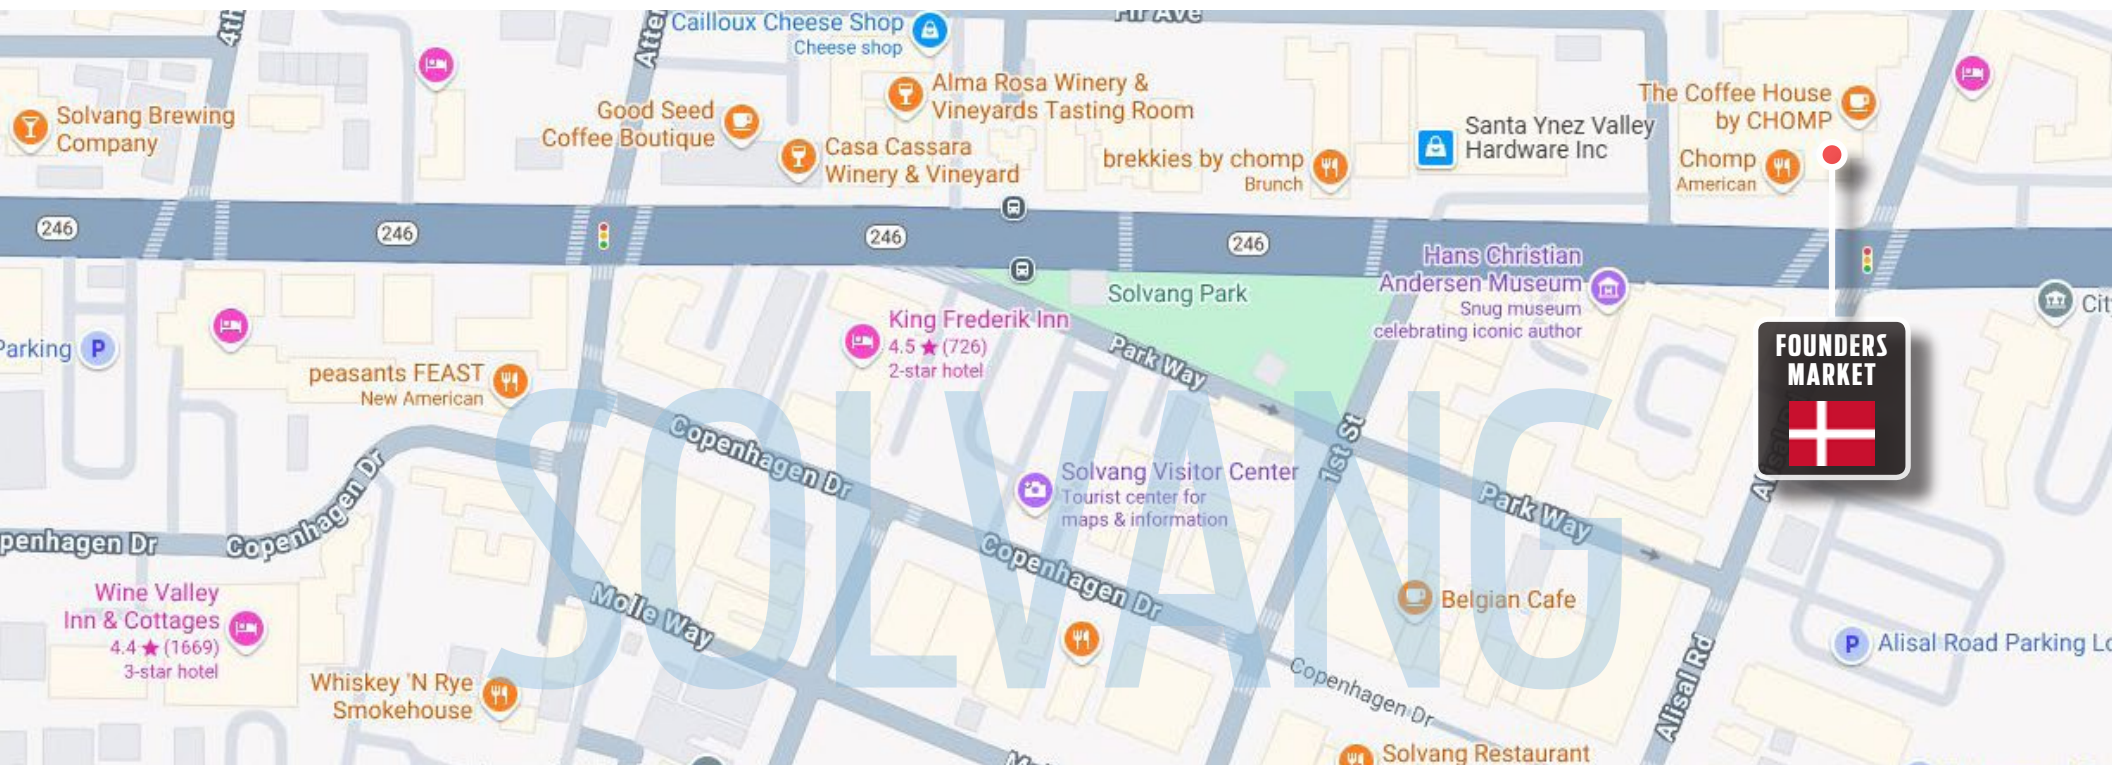 4th
Atter
Cailloux Cheese Shop
Cheese shop
Fir Ave
Alma Rosa Winery &
Vineyards Tasting Room
Solvang Brewing
Company
Good Seed
Coffee Boutique
Casa Cassara
Winery & Vineyard
brekkies by chomp
Brunch
Santa Ynez Valley
Hardware Inc
The Coffee House
by CHOMP
Chomp
American
246
246
246
246
Hans Christian
Andersen Museum
Snug museum
celebrating iconic author
Solvang Park
City
King Frederik Inn
4.5 ★ (726)
2-star hotel
Parking P
Park Way
FOUNDERS
MARKET
peasants FEAST
New American
SOLVANG
Copenhagen Dr
1st St
Solvang Visitor Center
Tourist center for
maps & information
Park Way
penhagen Dr
Copenhagen Dr
Copenhagen Dr
Wine Valley
Inn & Cottages
4.4 ★ (1669)
3-star hotel
Molle Way
Belgian Cafe
P Alisal Road Parking Lo
Alisal Rd
Copenhagen Dr
Whiskey 'N Rye
Smokehouse
Solvang Restaurant